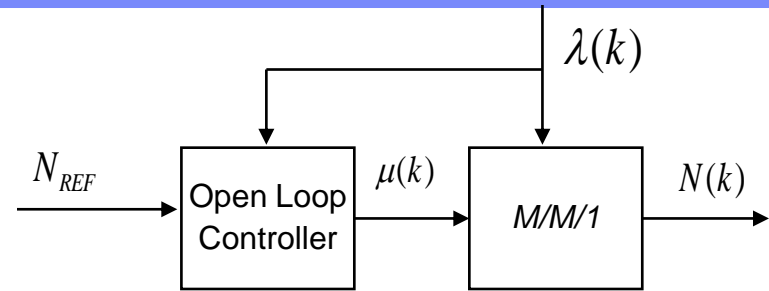 λ(k)
N_REF
Open Loop
Controller
μ(k)
M/M/1
N(k)